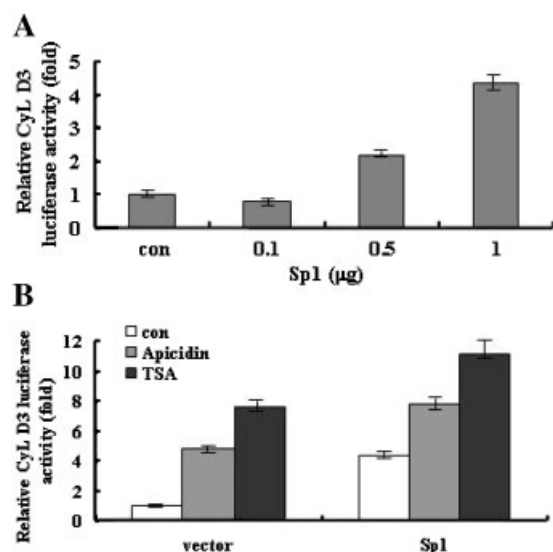 A
Relative CyL D3
luciferase activity (fold)
5
4
3
2
1
0
con 0.1 0.5 1
Sp1 (μg)
B
Relative CyL D3 luciferase
activity (fold)
12
10
8
6
4
2
0
con
Apicidin
TSA
vector Sp1